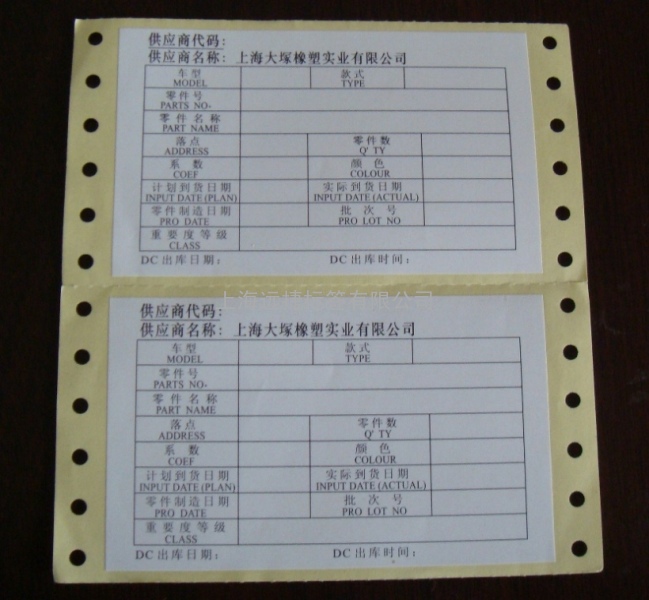 供应商代码:
供应商名称: 上海大塚橡塑实业有限公司
车型 款式
MODEL TYPE
零件号
PARTS NO-
零件名称
PART NAME
落点 零件数
ADDRESS Q' TY
系 数 颜 色
COEF COLOUR
计划到货日期 实际到货日期
INPUT DATE (PLAN) INPUT DATE (ACTUAL)
零件制造日期 批 次 号
PRO DATE PRO LOT NO
重要度等级
CLASS
DC 出库日期: DC 出库时间:
上海远婕标签有限公司
供应商代码:
供应商名称: 上海大塚橡塑实业有限公司
车型 款式
MODEL TYPE
零件号
PARTS NO-
零件名称
PART NAME
落点 零件数
ADDRESS Q' TY
系 数 颜 色
COEF COLOUR
计划到货日期 实际到货日期
INPUT DATE (PLAN) INPUT DATE (ACTUAL)
零件制造日期 批 次 号
PRO DATE PRO LOT NO
重要度等级
CLASS
DC 出库日期: DC 出库时间: